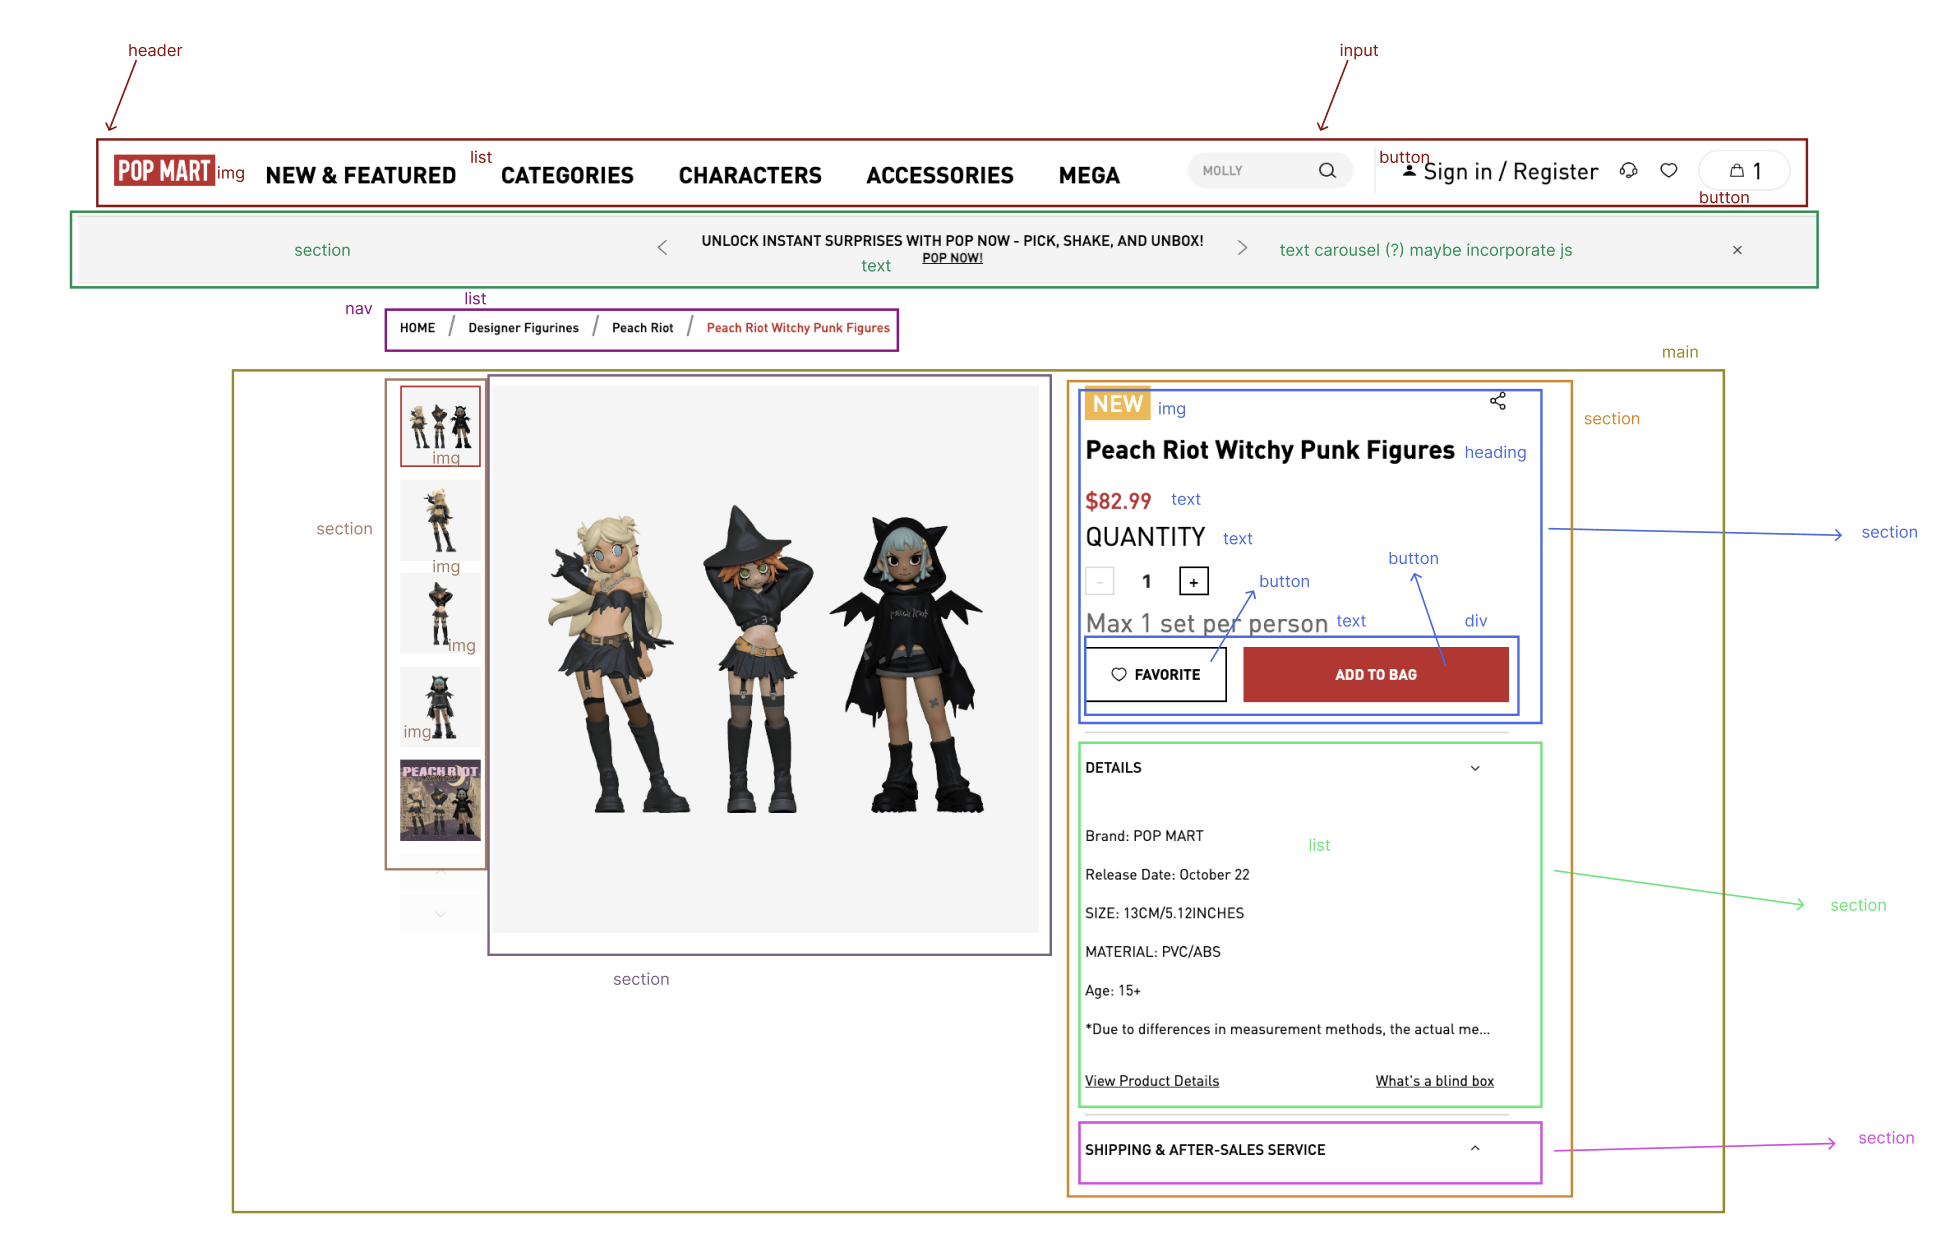 header
input
POP MART
img
NEW & FEATURED
list
CATEGORIES
CHARACTERS
ACCESSORIES
MEGA
MOLLY
button
Sign in / Register
1
button
section
UNLOCK INSTANT SURPRISES WITH POP NOW - PICK, SHAKE, AND UNBOX!
POP NOW!
text
text carousel (?) maybe incorporate js
×
nav
list
HOME / Designer Figurines / Peach Riot / Peach Riot Witchy Punk Figures
main
section
img
img
img
img
PEACH RIOT
section
NEW
img
section
Peach Riot Witchy Punk Figures
heading
$82.99
text
QUANTITY
text
- 1 +
button
button
Max 1 set per person
text
div
FAVORITE
ADD TO BAG
section
DETAILS
Brand: POP MART
list
Release Date: October 22
SIZE: 13CM/5.12INCHES
MATERIAL: PVC/ABS
Age: 15+
*Due to differences in measurement methods, the actual me...
View Product Details
What's a blind box
section
SHIPPING & AFTER-SALES SERVICE
section